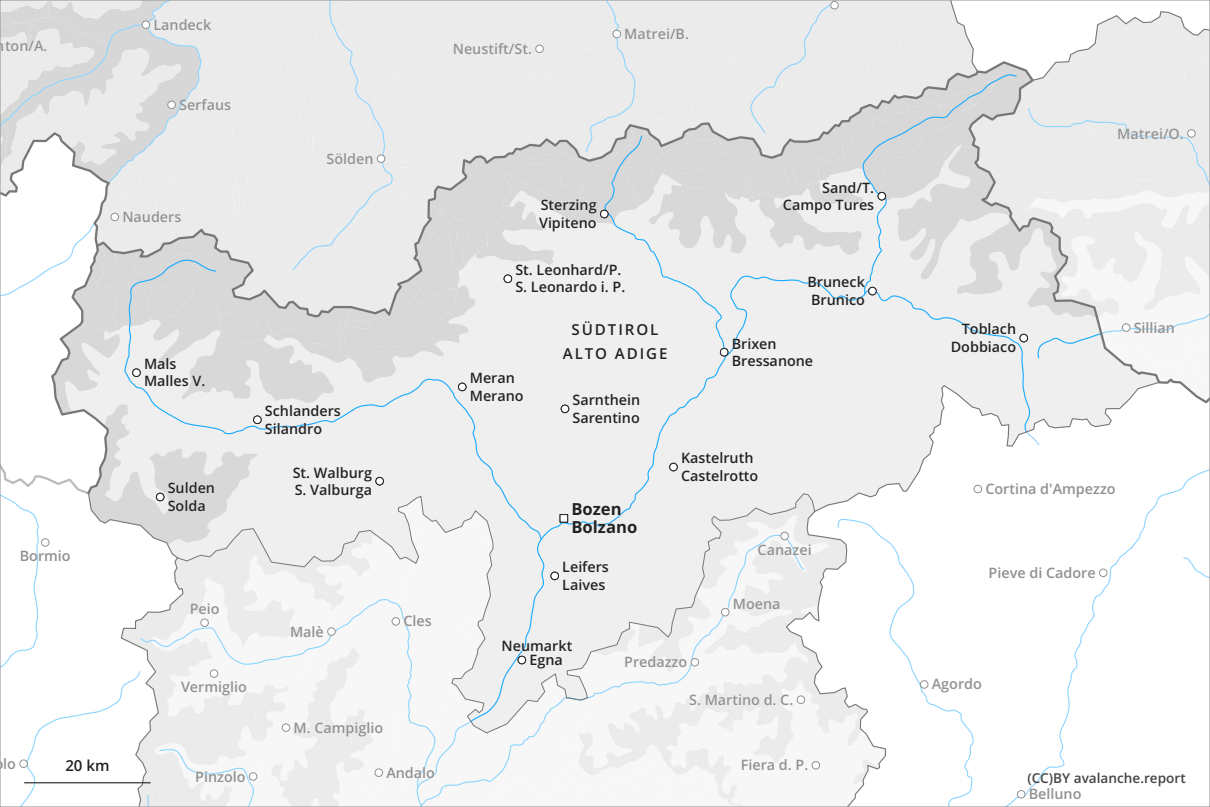 Landeck
Matrei/B.
Neustift/St.
Serfaus
Matrei/O.
Sölden
Sand/T.
Campo Tures
Sterzing
Vipiteno
Nauders
St. Leonhard/P.
S. Leonardo i. P.
Bruneck
Brunico
SÜDTIROL
ALTO ADIGE
Toblach
Dobbiaco
Sillian
Brixen
Bressanone
Mals
Malles V.
Meran
Merano
Sarnthein
Sarentino
Schlanders
Silandro
Kastelruth
Castelrotto
St. Walburg
S. Valburga
Sulden
Solda
Cortina d'Ampezzo
Bozen
Bolzano
Bormio
Canazei
Leifers
Laives
Pieve di Cadore
Peio
Moena
Malè
Cles
Neumarkt
Egna
Predazzo
Vermiglio
Agordo
S. Martino d. C.
M. Campiglio
20 km
Pinzolo
Andalo
Fiera d. P.
(CC)BY avalanche.report
Belluno